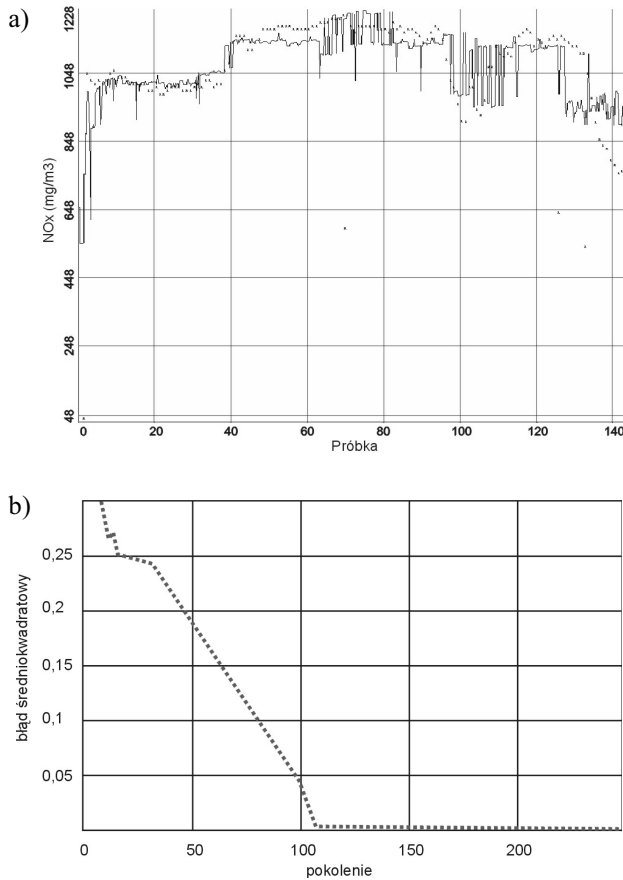 a)
1228
1048
848
648
448
248
48
NOx (mg/m3)
0 20 40 60 80 100 120 140
Próbka
b)
0,25
0,2
0,15
0,1
0,05
błąd średniokwadratowy
0 50 100 150 200
pokolenie